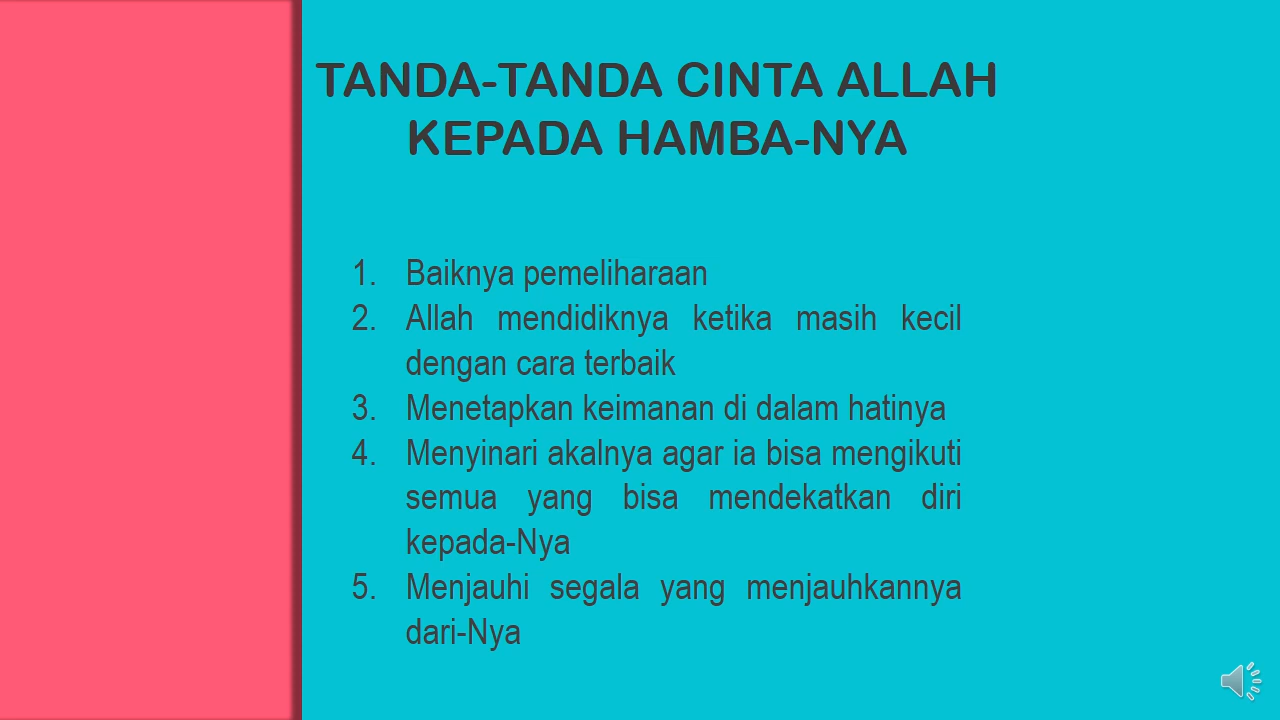 TANDA-TANDA CINTA ALLAH
KEPADA HAMBA-NYA
1. Baiknya pemeliharaan
2. Allah mendidiknya ketika masih kecil
dengan cara terbaik
3. Menetapkan keimanan di dalam hatinya
4. Menyinari akalnya agar ia bisa mengikuti
semua yang bisa mendekatkan diri
kepada-Nya
5. Menjauhi segala yang menjauhkannya
dari-Nya